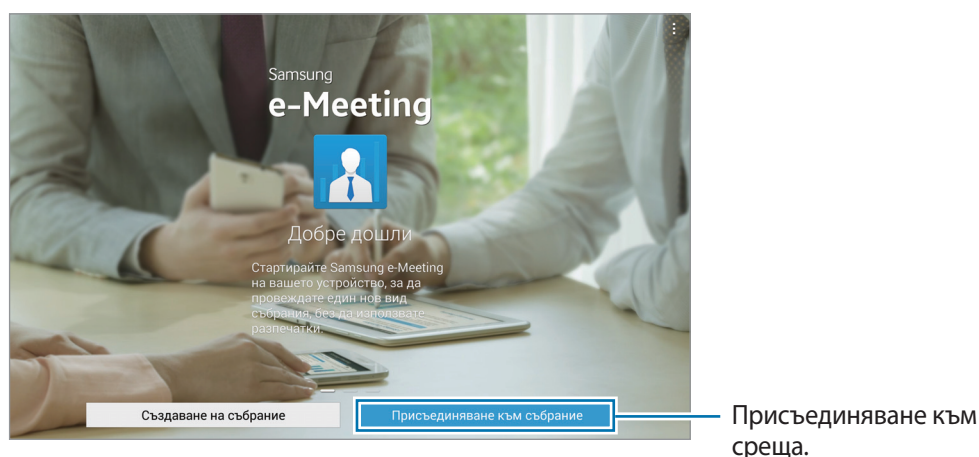 Samsung
e-Meeting
Добре дошли
Стартирайте Samsung e-Meeting
на вашето устройство, за да
провеждате един нов вид
събрания, без да използвате
разпечатки.
Създаване на събрание
Присъединяване към събрание
Присъединяване към
среща.